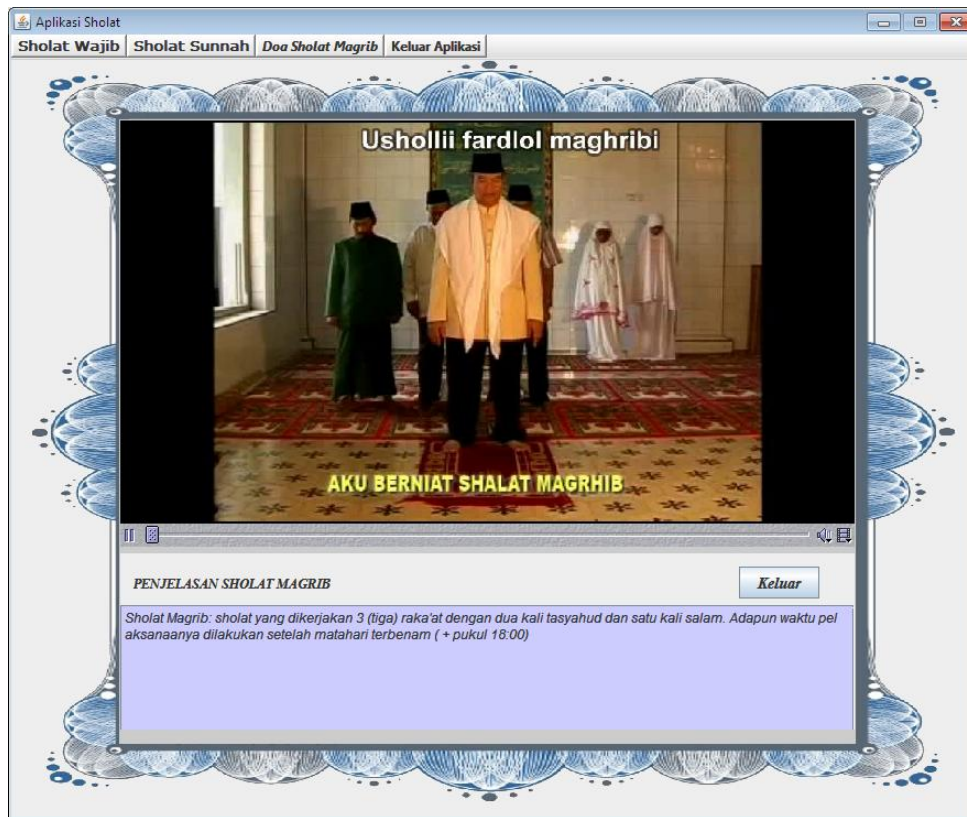 Aplikasi Sholat
Sholat Wajib Sholat Sunnah Doa Sholat Magrib Keluar Aplikasi
Ushollii fardlol maghribi
AKU BERNIAT SHALAT MAGRHIB
PENJELASAN SHOLAT MAGRIB
Keluar
Sholat Magrib: sholat yang dikerjakan 3 (tiga) raka'at dengan dua kali tasyahud dan satu kali salam. Adapun waktu pel
aksanaanya dilakukan setelah matahari terbenam ( + pukul 18:00)